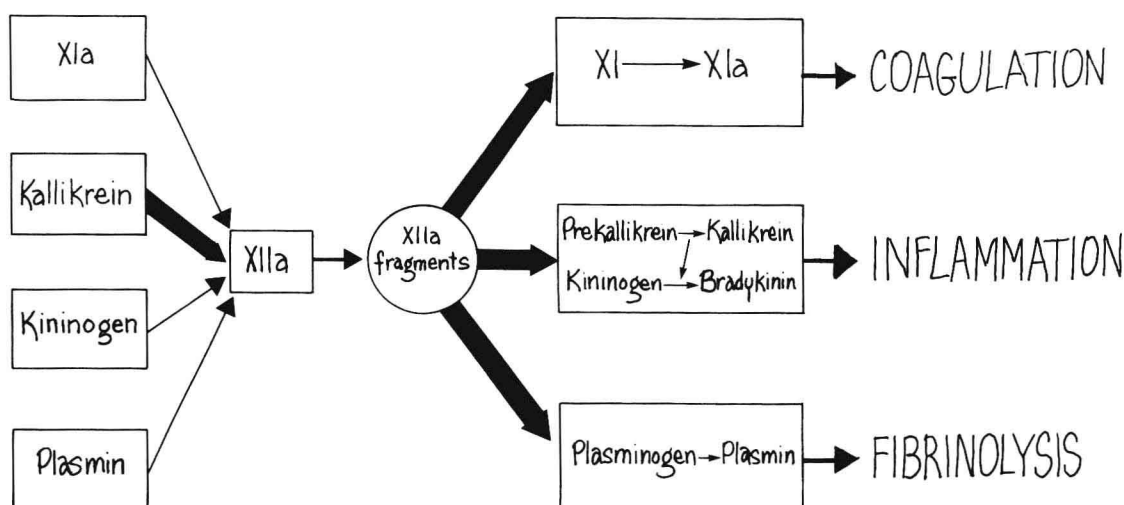 XIa
Kallikrein
Kininogen
Plasmin
XIIa
XIIa
fragments
XI → XIa
Prekallikrein → Kallikrein
Kininogen → Bradykinin
Plasminogen → Plasmin
COAGULATION
INFLAMMATION
FIBRINOLYSIS